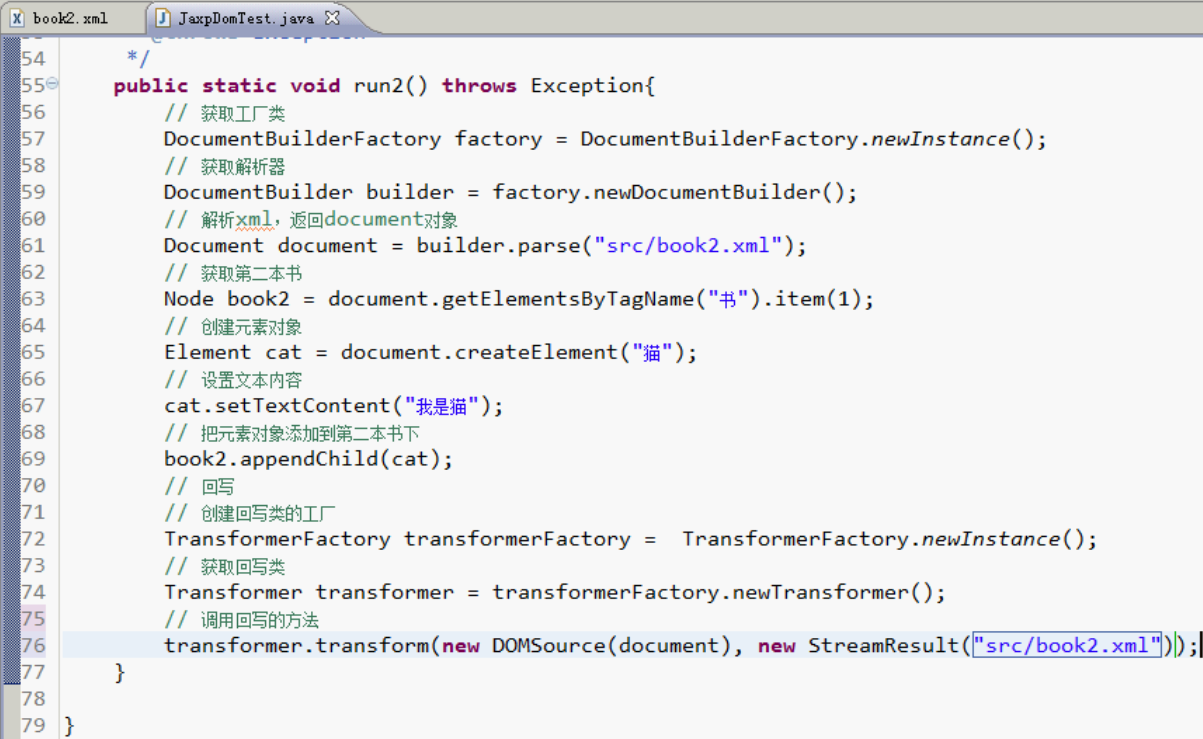 book2.xml JaxpDomTest.java
54 */
55 public static void run2() throws Exception{
56 // 获取工厂类
57 DocumentBuilderFactory factory = DocumentBuilderFactory.newInstance();
58 // 获取解析器
59 DocumentBuilder builder = factory.newDocumentBuilder();
60 // 解析xml，返回document对象
61 Document document = builder.parse("src/book2.xml");
62 // 获取第二本书
63 Node book2 = document.getElementsByTagName("书").item(1);
64 // 创建元素对象
65 Element cat = document.createElement("猫");
66 // 设置文本内容
67 cat.setTextContent("我是猫");
68 // 把元素对象添加到第二本书下
69 book2.appendChild(cat);
70 // 回写
71 // 创建回写类的工厂
72 TransformerFactory transformerFactory =  TransformerFactory.newInstance();
73 // 获取回写类
74 Transformer transformer = transformerFactory.newTransformer();
75 // 调用回写的方法
76 transformer.transform(new DOMSource(document), new StreamResult("src/book2.xml"));
77 }
78
79 }